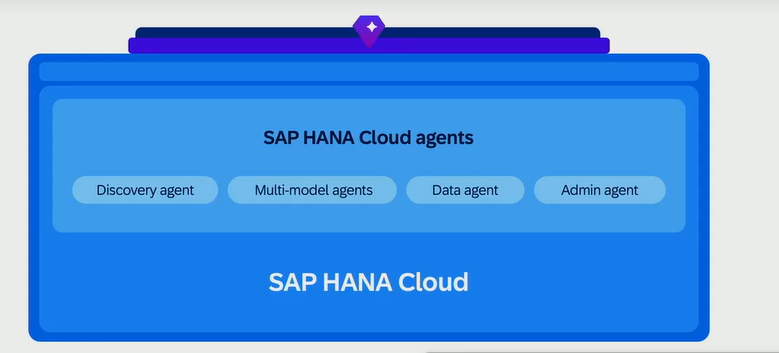 SAP HANA Cloud agents
Discovery agent Multi-model agents Data agent Admin agent
SAP HANA Cloud